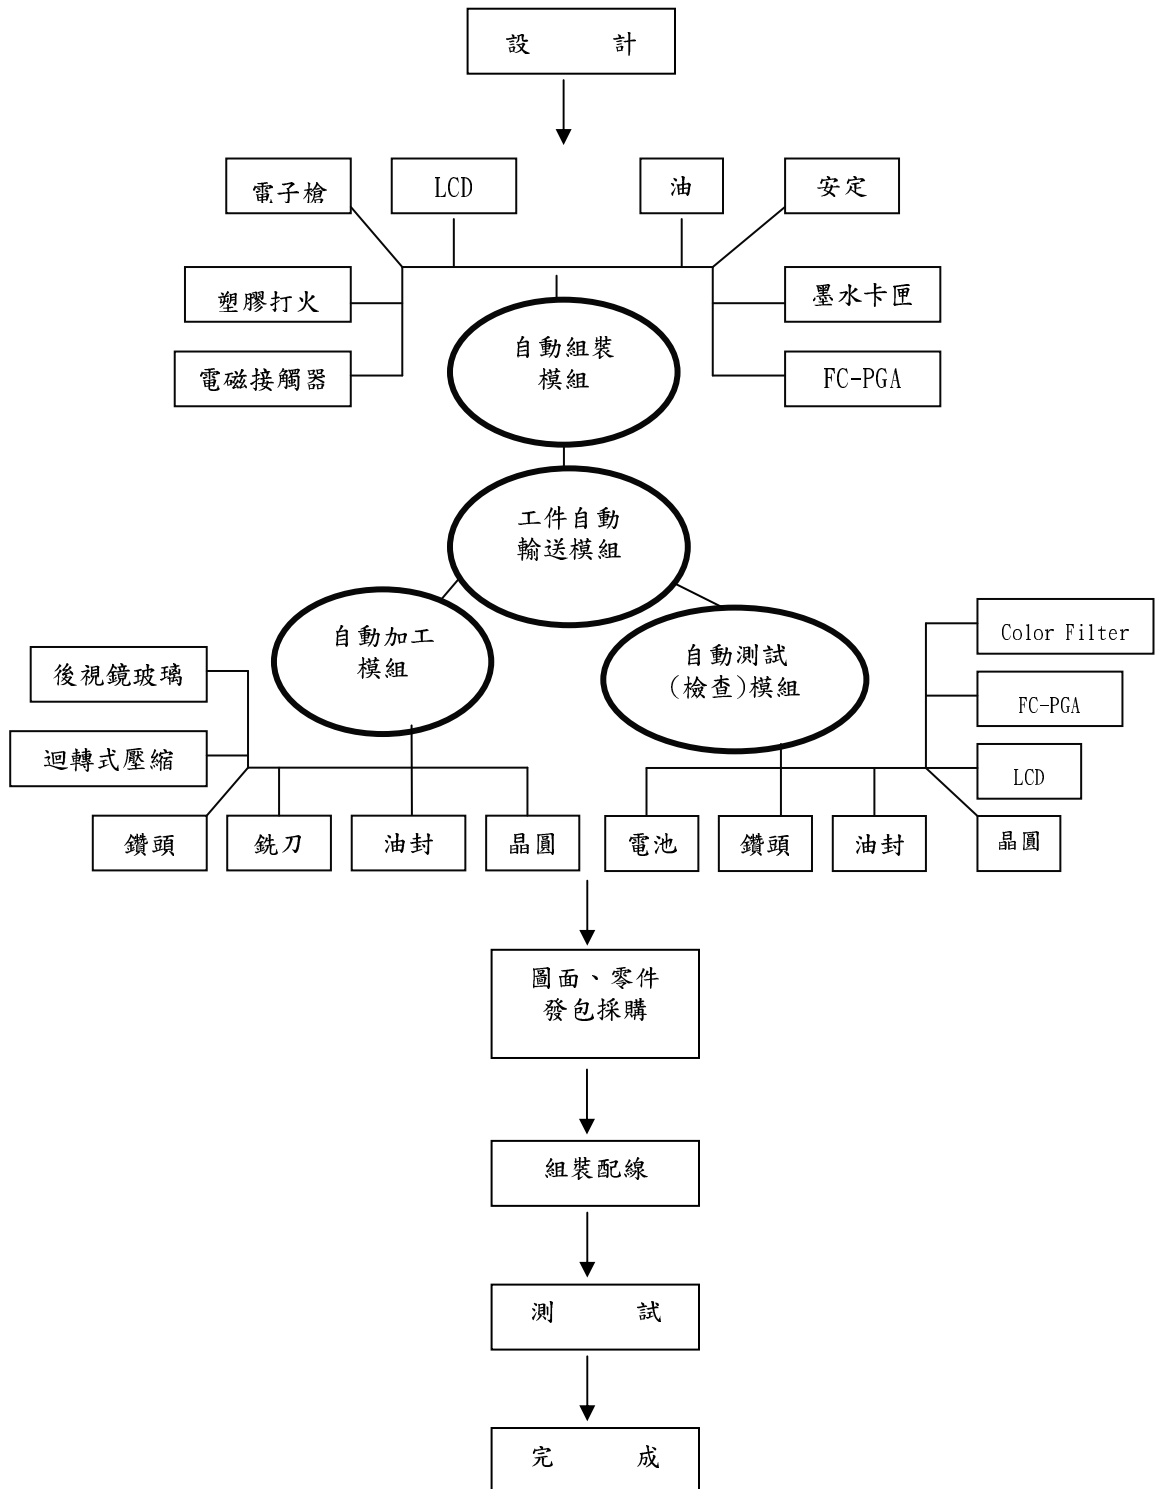 設 計
電子槍
LCD
油
安定
塑膠打火
墨水卡匣
電磁接觸器
FC-PGA
自動組裝
模組
工件自動
輸送模組
自動加工
模組
自動測試
(檢查)模組
Color Filter
後視鏡玻璃
FC-PGA
迴轉式壓縮
LCD
鑽頭
銑刀
油封
晶圓
電池
鑽頭
油封
晶圓
圖面、零件
發包採購
組裝配線
測 試
完 成